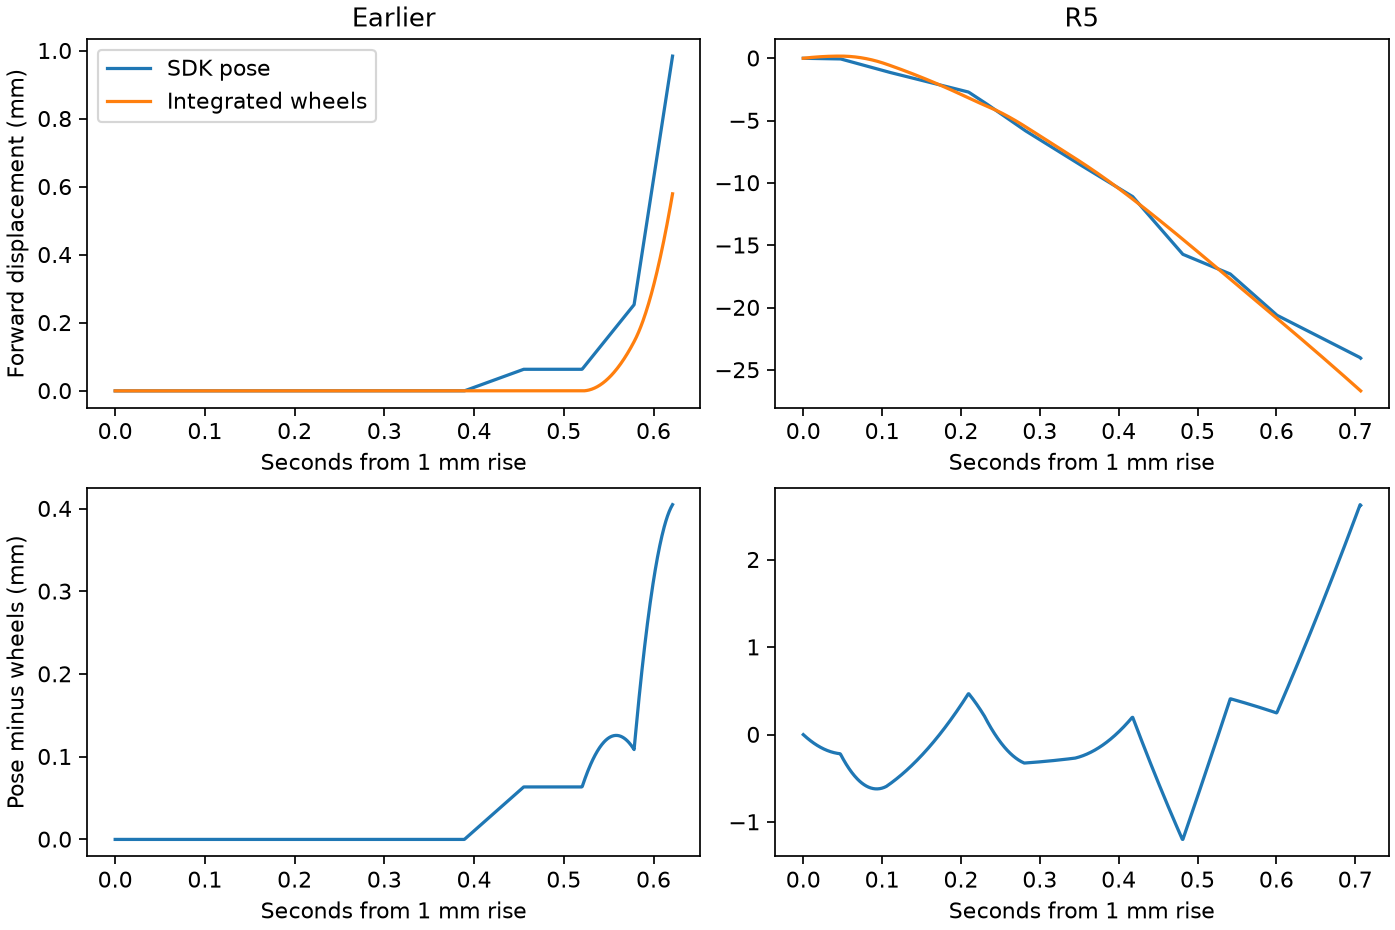 Earlier
R5
Forward displacement (mm)
1.0
0.8
0.6
0.4
0.2
0.0
SDK pose
Integrated wheels
0.0 0.1 0.2 0.3 0.4 0.5 0.6
Seconds from 1 mm rise
0
−5
−10
−15
−20
−25
0.0 0.1 0.2 0.3 0.4 0.5 0.6 0.7
Seconds from 1 mm rise
Pose minus wheels (mm)
0.4
0.3
0.2
0.1
0.0
0.0 0.1 0.2 0.3 0.4 0.5 0.6
Seconds from 1 mm rise
2
1
0
−1
0.0 0.1 0.2 0.3 0.4 0.5 0.6 0.7
Seconds from 1 mm rise